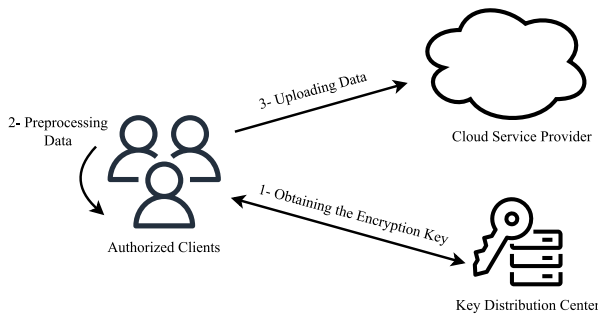 3- Uploading Data
2- Preprocessing
Data
Cloud Service Provider
1- Obtaining the Encryption Key
Authorized Clients
Key Distribution Center